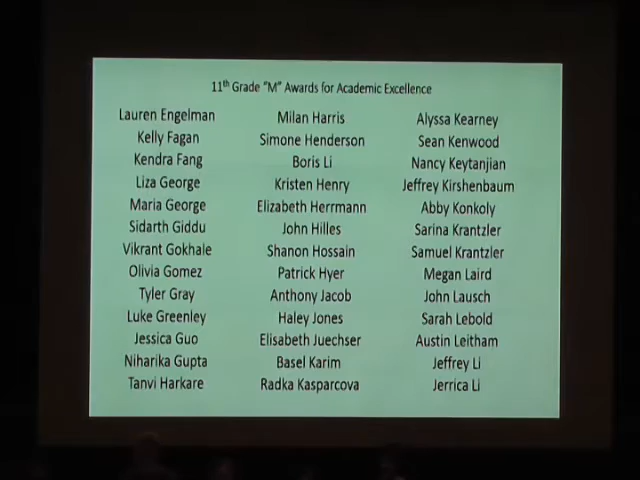 11th Grade "M" Awards for Academic Excellence
Lauren Engelman
Kelly Fagan
Kendra Fang
Liza George
Maria George
Sidarth Giddu
Vikrant Gokhale
Olivia Gomez
Tyler Gray
Luke Greenley
Jessica Guo
Niharika Gupta
Tanvi Harkare
Milan Harris
Simone Henderson
Boris Li
Kristen Henry
Elizabeth Herrmann
John Hilles
Shanon Hossain
Patrick Hyer
Anthony Jacob
Haley Jones
Elisabeth Juechser
Basel Karim
Radka Kasparcova
Alyssa Kearney
Sean Kenwood
Nancy Keytanjian
Jeffrey Kirshenbaum
Abby Konkoly
Sarina Krantzler
Samuel Krantzler
Megan Laird
John Lausch
Sarah Lebold
Austin Leitham
Jeffrey Li
Jerrica Li